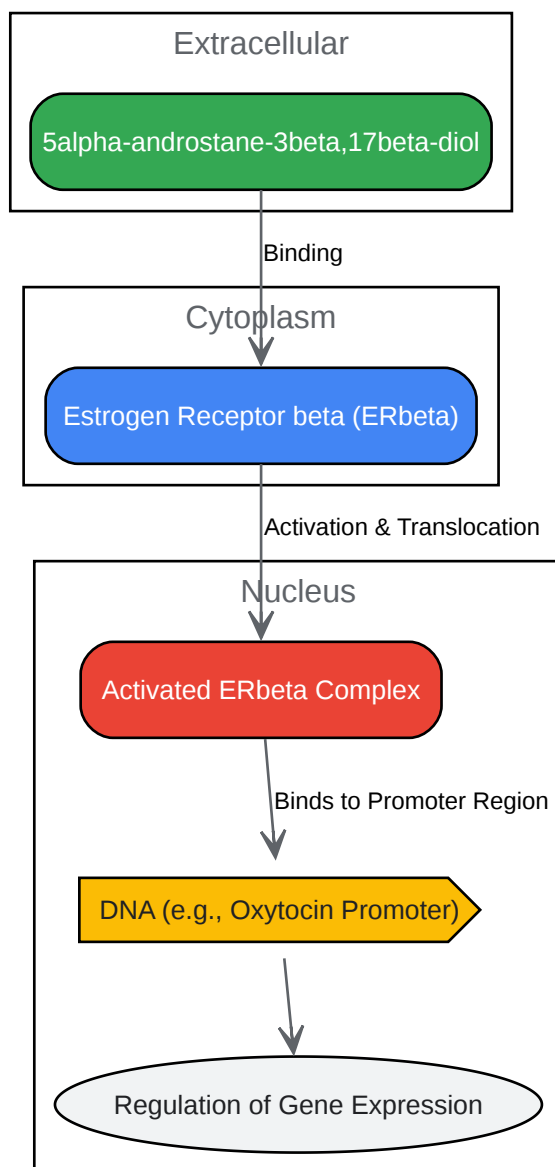 Extracellular
5alpha-androstane-3beta,17beta-diol
Binding
Cytoplasm
Estrogen Receptor beta (ERbeta)
Activation & Translocation
Nucleus
Activated ERbeta Complex
Binds to Promoter Region
DNA (e.g., Oxytocin Promoter)
Regulation of Gene Expression